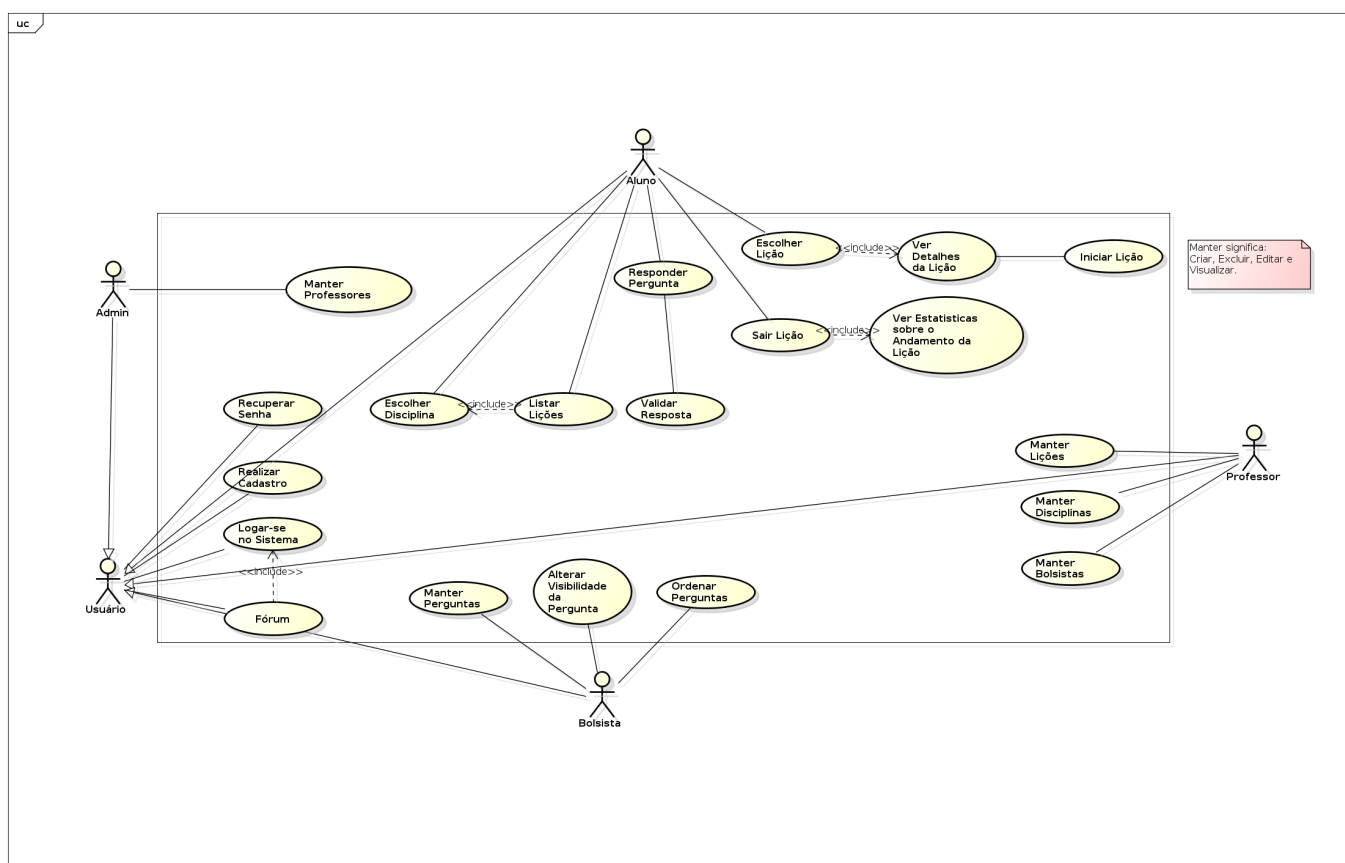 uc
Aluno
Escolher
Lição
<<include>>
Ver
Detalhes
da Lição
Iniciar Lição
Manter significa:
Criar, Excluir, Editar e
Visualizar.
Admin
Manter
Professores
Responder
Pergunta
Sair Lição
<<include>>
Ver Estatisticas
sobre o
Andamento da
Lição
Recuperar
Senha
Escolher
Disciplina
<<include>>
Listar
Lições
Validar
Resposta
Manter
Lições
Professor
Realizar
Cadastro
Manter
Disciplinas
Logar-se
no Sistema
<<include>>
Manter
Bolsistas
Usuário
Fórum
Manter
Perguntas
Alterar
Visibilidade
da
Pergunta
Ordenar
Perguntas
Bolsista